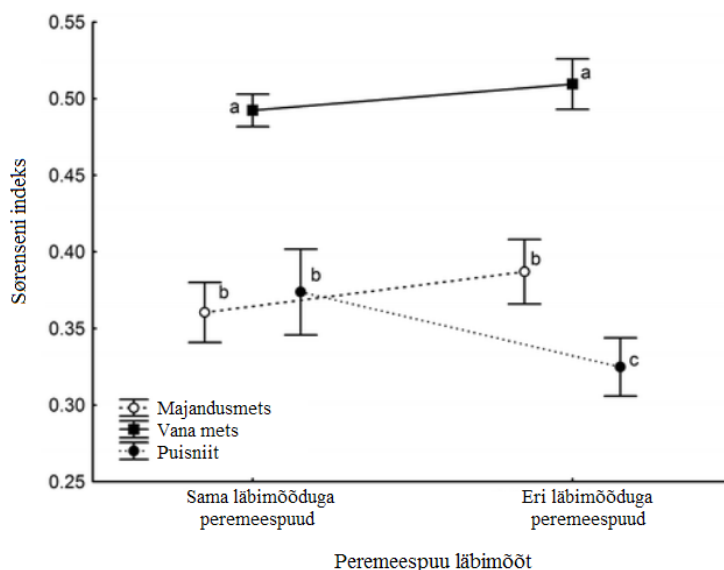 0.55
0.50
0.45
0.40
0.35
0.30
0.25
Sørenseni indeks
a
a
b
b
b
c
Majandusmets
Vana mets
Puisniit
Sama läbimõõduga
peremeespuud
Eri läbimõõduga
peremeespuud
Peremeespuu läbimõõt